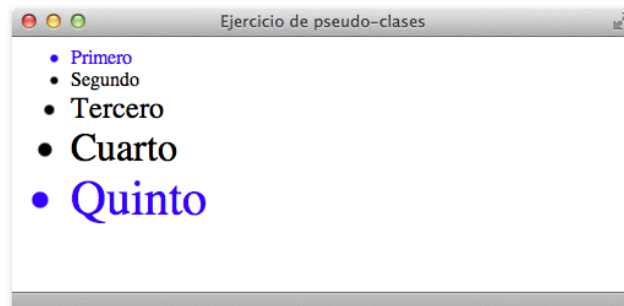 Ejercicio de pseudo-clases
Primero
Segundo
Tercero
Cuarto
Quinto